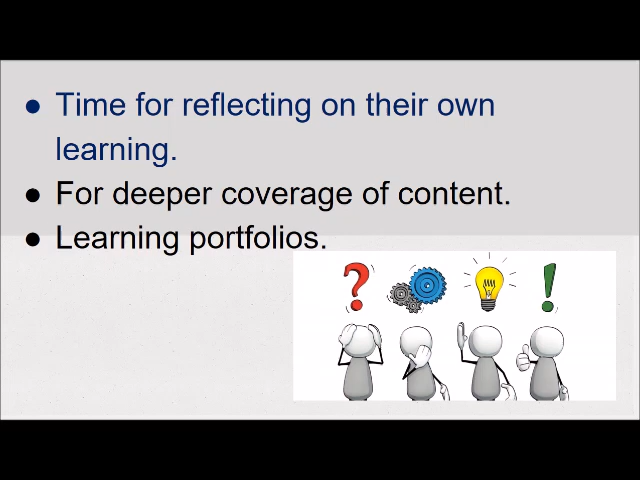 ● Time for reflecting on their own
learning.
● For deeper coverage of content.
● Learning portfolios.
? !